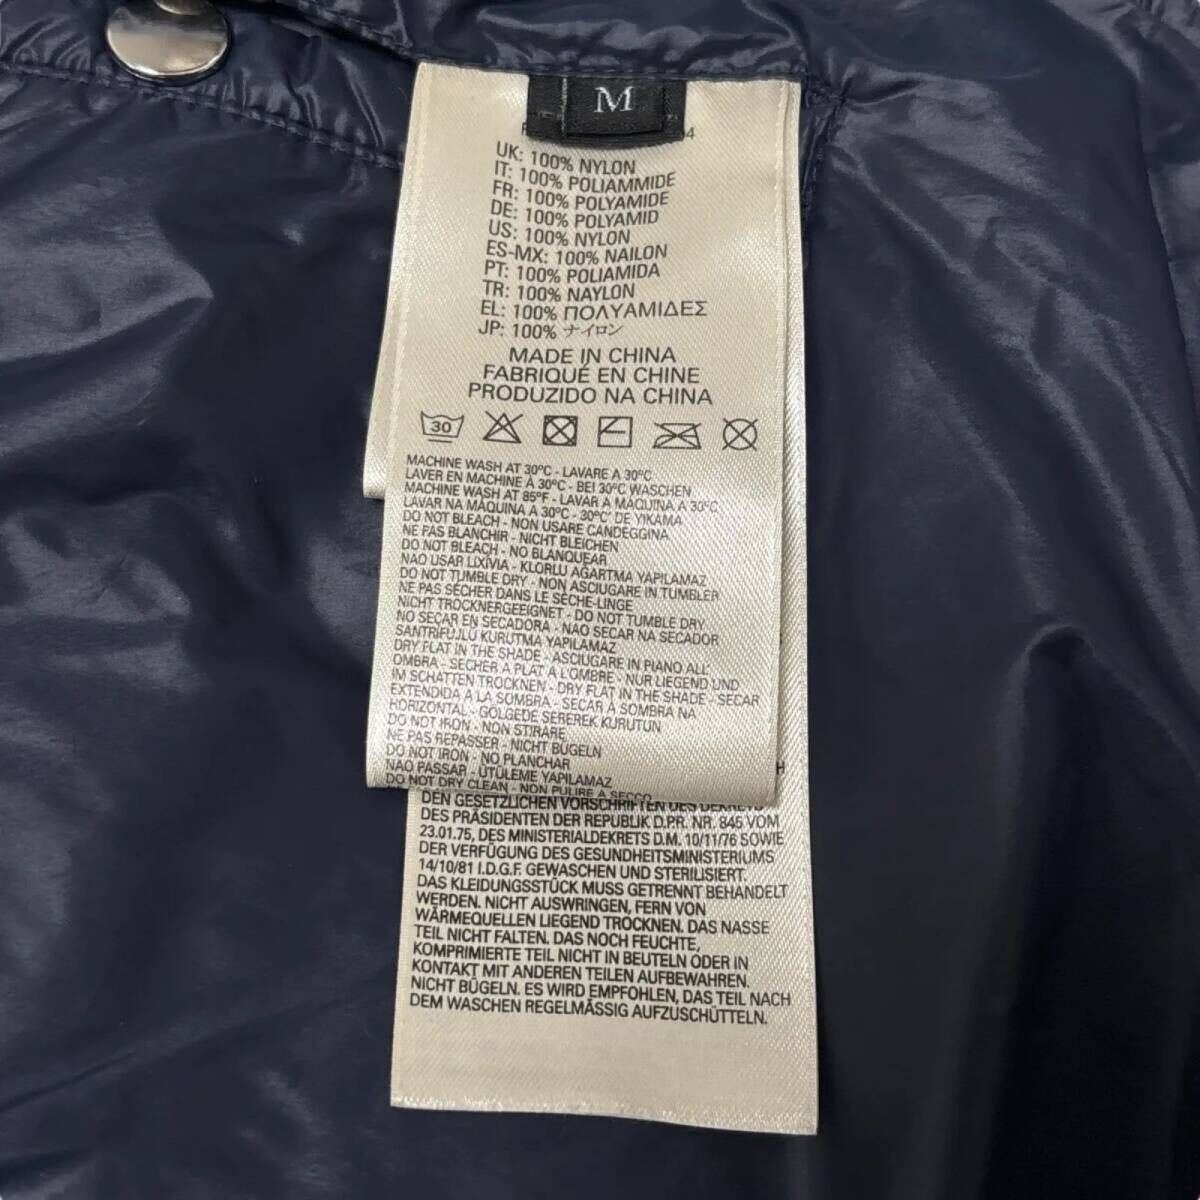 M
UK: 100% NYLON
IT: 100% POLIAMMIDE
FR: 100% POLYAMIDE
DE: 100% POLYAMID
US: 100% NYLON
ES-MX: 100% NAILON
PT: 100% POLIAMIDA
TR: 100% NAYLON
EL: 100% ΠΟΛΥΑΜΙΔΕΣ
JP: 100% ナイロン
MADE IN CHINA
FABRIQUÉ EN CHINE
PRODUZIDO NA CHINA
30
MACHINE WASH AT 30°C - LAVARE A 30°C
LAVER EN MACHINE À 30°C - BEI 30°C WASCHEN
MACHINE WASH AT 85°F - LAVAR A MAQUINA A 30°C
LAVAR NA MÁQUINA A 30°C - 30°C' DE YIKAMA
DO NOT BLEACH - NON USARE CANDEGGINA
NE PAS BLANCHIR - NICHT BLEICHEN
DO NOT BLEACH - NO BLANQUEAR
NAO USAR LIXÍVIA - KLORLU AĞARTMA YAPILAMAZ
DO NOT TUMBLE DRY - NON ASCIUGARE IN TUMBLER
NE PAS SÉCHER DANS LE SÈCHE-LINGE
NICHT TROCKNERGEEIGNET - DO NOT TUMBLE DRY
NO SECAR EN SECADORA - NAO SECAR NA SECADOR
SANTRIFUJLÜ KURUTMA YAPILAMAZ
DRY FLAT IN THE SHADE - ASCIUGARE IN PIANO ALL'
OMBRA - SÉCHER A PLAT À L'OMBRE - NUR LIEGEND UND
IM SCHATTEN TROCKNEN - DRY FLAT IN THE SHADE - SECAR
EXTENDIDA A LA SOMBRA - SECAR A SOMBRA NA
HORIZONTAL - GÖLGEDE SEREREK KURUTUN
DO NOT IRON - NON STIRARE
NE PAS REPASSER - NICHT BÜGELN
DO NOT IRON - NO PLANCHAR
NÃO PASSAR - ÜTÜLEME YAPILAMAZ
DO NOT DRY CLEAN - NON PULIRE A SECCO
DEN GESETZLICHEN VORSCHRIFTEN DES DEKRETS
DES PRÄSIDENTEN DER REPUBLIK D.P.R. NR. 845 VOM
23.01.75, DES MINISTERIALDEKRETS D.M. 10/11/76 SOWIE
DER VERFÜGUNG DES GESUNDHEITSMINISTERIUMS
14/10/81 I.D.G.F. GEWASCHEN UND STERILISIERT.
DAS KLEIDUNGSSTÜCK MUSS GETRENNT BEHANDELT
WERDEN. NICHT AUSWRINGEN, FERN VON
WÄRMEQUELLEN LIEGEND TROCKNEN. DAS NASSE
TEIL NICHT FALTEN. DAS NOCH FEUCHTE,
KOMPRIMIERTE TEIL NICHT IN BEUTELN ODER IN
KONTAKT MIT ANDEREN TEILEN AUFBEWAHREN.
NICHT BÜGELN. ES WIRD EMPFOHLEN, DAS TEIL NACH
DEM WASCHEN REGELMÄSSIG AUFZUSCHÜTTELN.